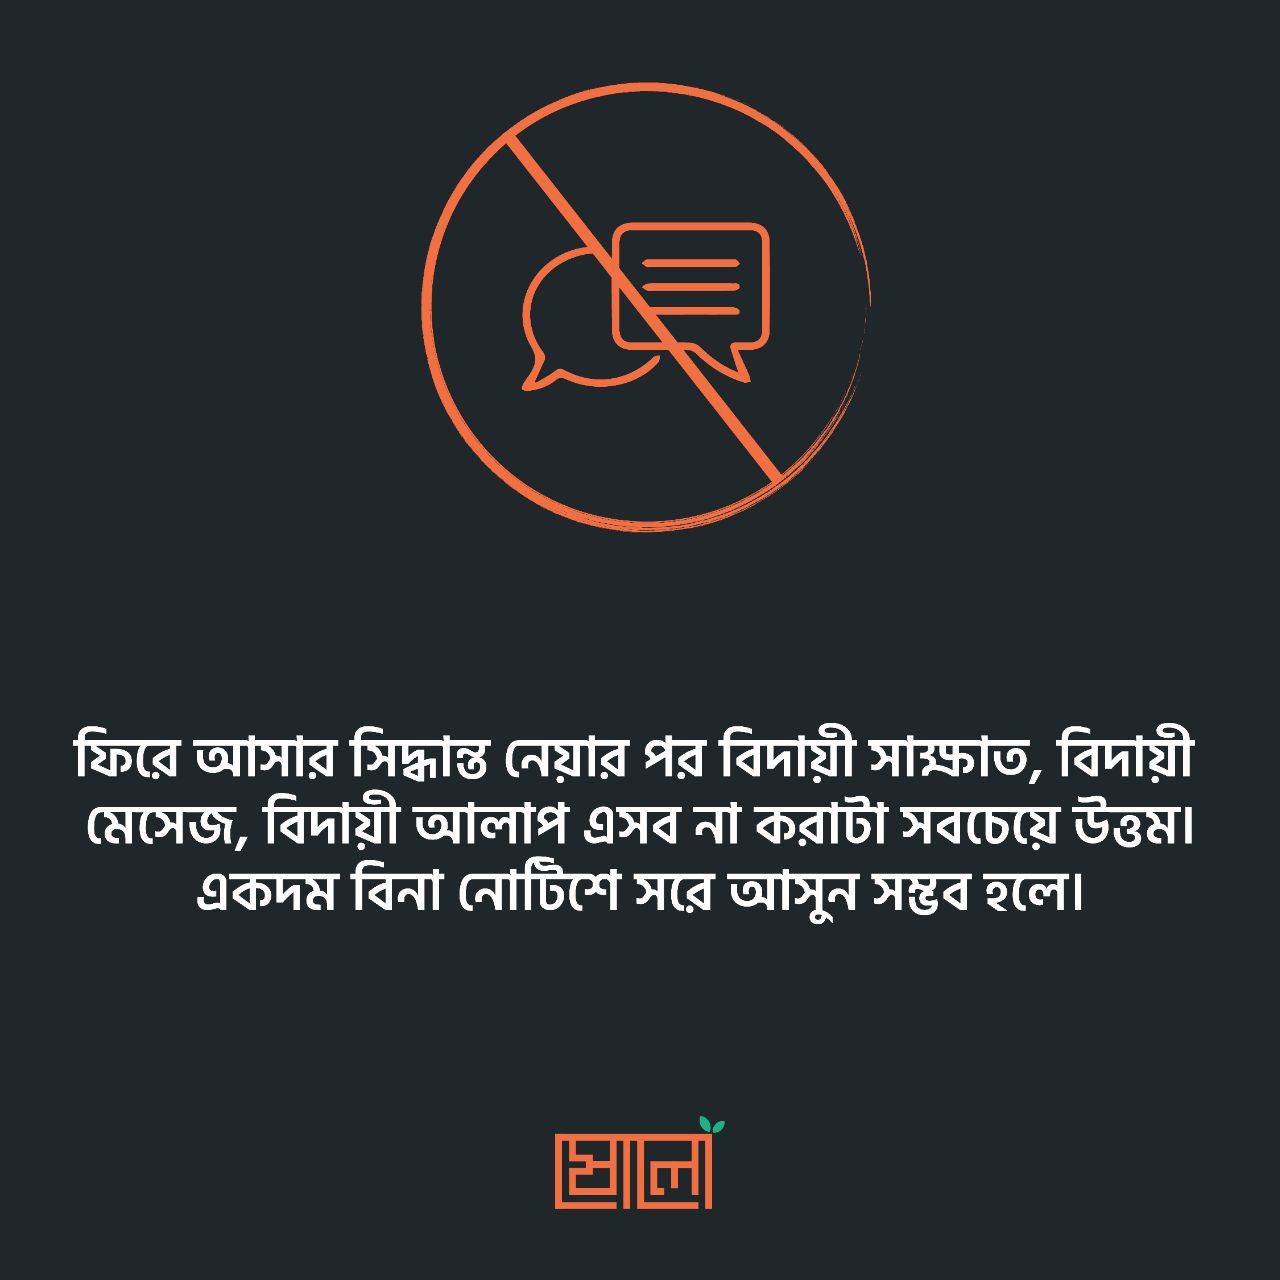 ফিরে আসার সিদ্ধান্ত নেয়ার পর বিদায়ী সাক্ষাত, বিদায়ী
মেসেজ, বিদায়ী আলাপ এসব না করাটা সবচেয়ে উত্তম।
একদম বিনা নোটিশে সরে আসুন সম্ভব হলে।